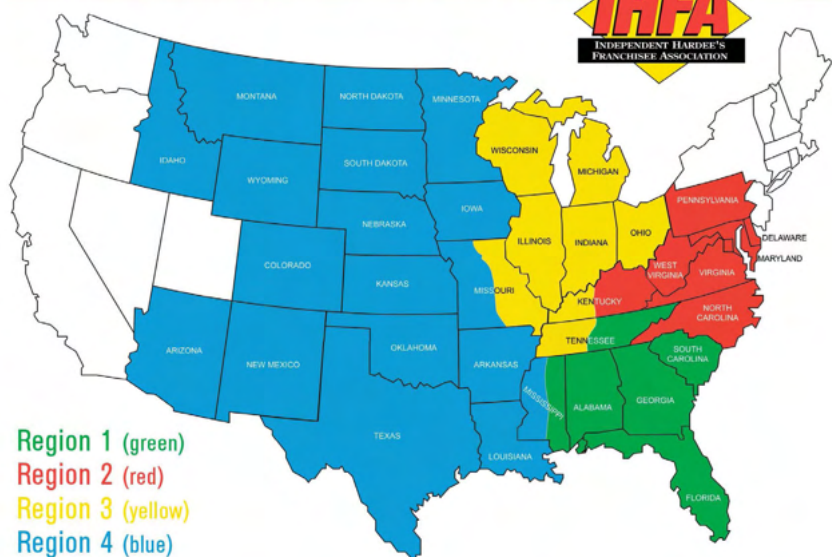 IHFA
INDEPENDENT HARDEE'S
FRANCHISEE ASSOCIATION
MONTANA
NORTH DAKOTA
MINNESOTA
IDAHO
WYOMING
SOUTH DAKOTA
WISCONSIN
MICHIGAN
NEBRASKA
IOWA
PENNSYLVANIA
COLORADO
KANSAS
MISSOURI
ILLINOIS
INDIANA
OHIO
WEST
VIRGINIA
VIRGINIA
DELAWARE
MARYLAND
KENTUCKY
NORTH
CAROLINA
ARIZONA
NEW MEXICO
OKLAHOMA
ARKANSAS
TENNESSEE
SOUTH
CAROLINA
TEXAS
LOUISIANA
MISSISSIPPI
ALABAMA
GEORGIA
FLORIDA
Region 1 (green)
Region 2 (red)
Region 3 (yellow)
Region 4 (blue)